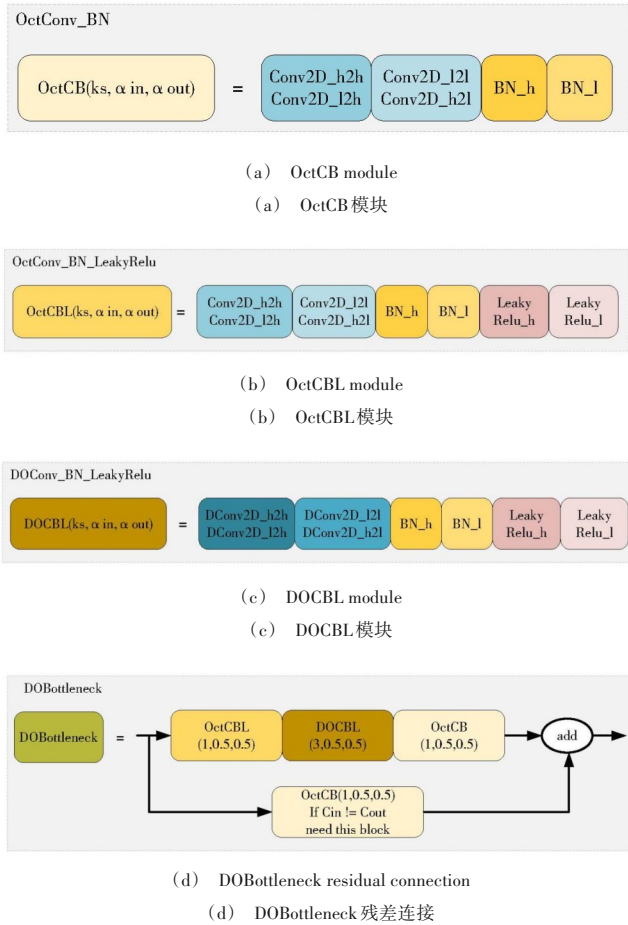 OctConv_BN
OctCB(ks, α in, α out)
=
Conv2D_h2h
Conv2D_l2h
Conv2D_l2l
Conv2D_h2l
BN_h
BN_l
(a) OctCB module
(a) OctCB模块
OctConv_BN_LeakyRelu
OctCBL(ks, α in, α out)
=
Conv2D_h2h
Conv2D_l2h
Conv2D_l2l
Conv2D_h2l
BN_h
BN_l
Leaky
Relu_h
Leaky
Relu_l
(b) OctCBL module
(b) OctCBL模块
DOConv_BN_LeakyRelu
DOCBL(ks, α in, α out)
=
DConv2D_h2h
DConv2D_l2h
DConv2D_l2l
DConv2D_h2l
BN_h
BN_l
Leaky
Relu_h
Leaky
Relu_l
(c) DOCBL module
(c) DOCBL模块
DOBottleneck
DOBottleneck
=
OctCBL
(1,0.5,0.5)
DOCBL
(3,0.5,0.5)
OctCB
(1,0.5,0.5)
add
OctCB(1,0.5,0.5)
If Cin != Cout
need this block
(d) DOBottleneck residual connection
(d) DOBottleneck残差连接